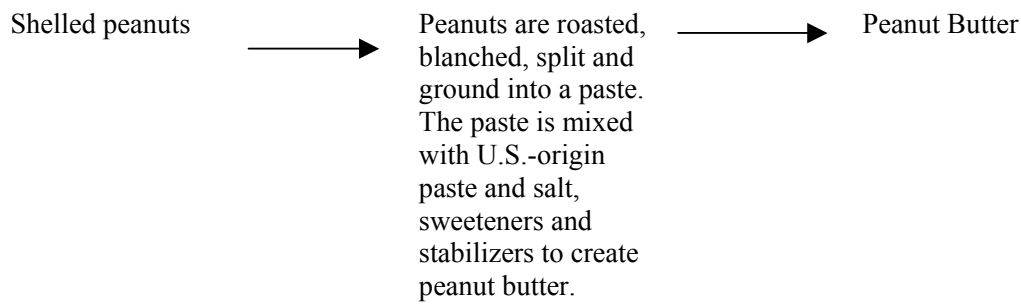 Shelled peanuts
Peanuts are roasted,
blanched, split and
ground into a paste.
The paste is mixed
with U.S.-origin
paste and salt,
sweeteners and
stabilizers to create
peanut butter.
Peanut Butter